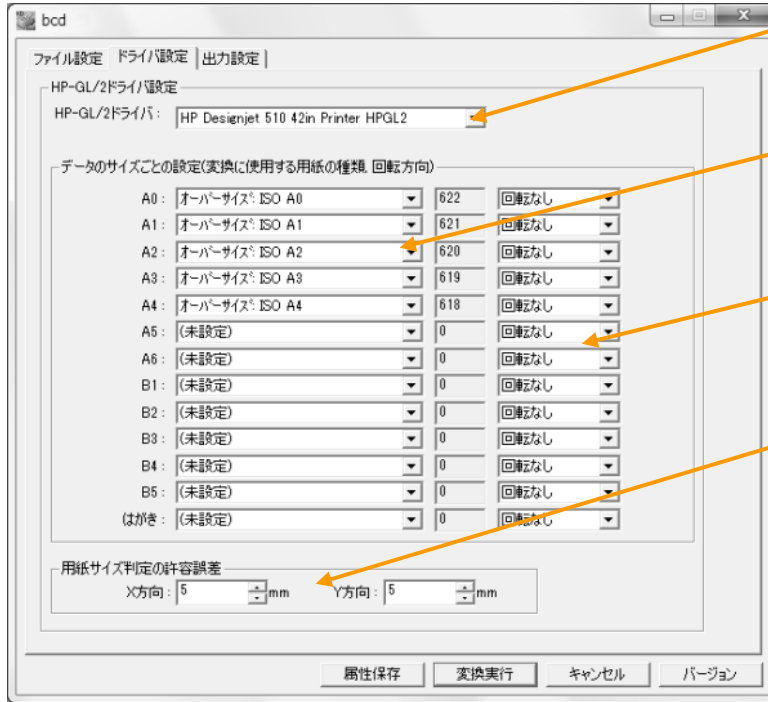 bcd
ファイル設定 ドライバ設定 出力設定
HP-GL/2ドライバ設定
HP-GL/2ドライバ: HP Designjet 510 42in Printer HPGL2
データのサイズごとの設定(変換に使用する用紙の種類, 回転方向)
A0: オーバーサイズ: ISO A0 622 回転なし
A1: オーバーサイズ: ISO A1 621 回転なし
A2: オーバーサイズ: ISO A2 620 回転なし
A3: オーバーサイズ: ISO A3 619 回転なし
A4: オーバーサイズ: ISO A4 618 回転なし
A5: (未設定) 0 回転なし
A6: (未設定) 0 回転なし
B1: (未設定) 0 回転なし
B2: (未設定) 0 回転なし
B3: (未設定) 0 回転なし
B4: (未設定) 0 回転なし
B5: (未設定) 0 回転なし
はがき: (未設定) 0 回転なし
用紙サイズ判定の許容誤差
X方向: 5 mm Y方向: 5 mm
属性保存 変換実行 キャンセル バージョン